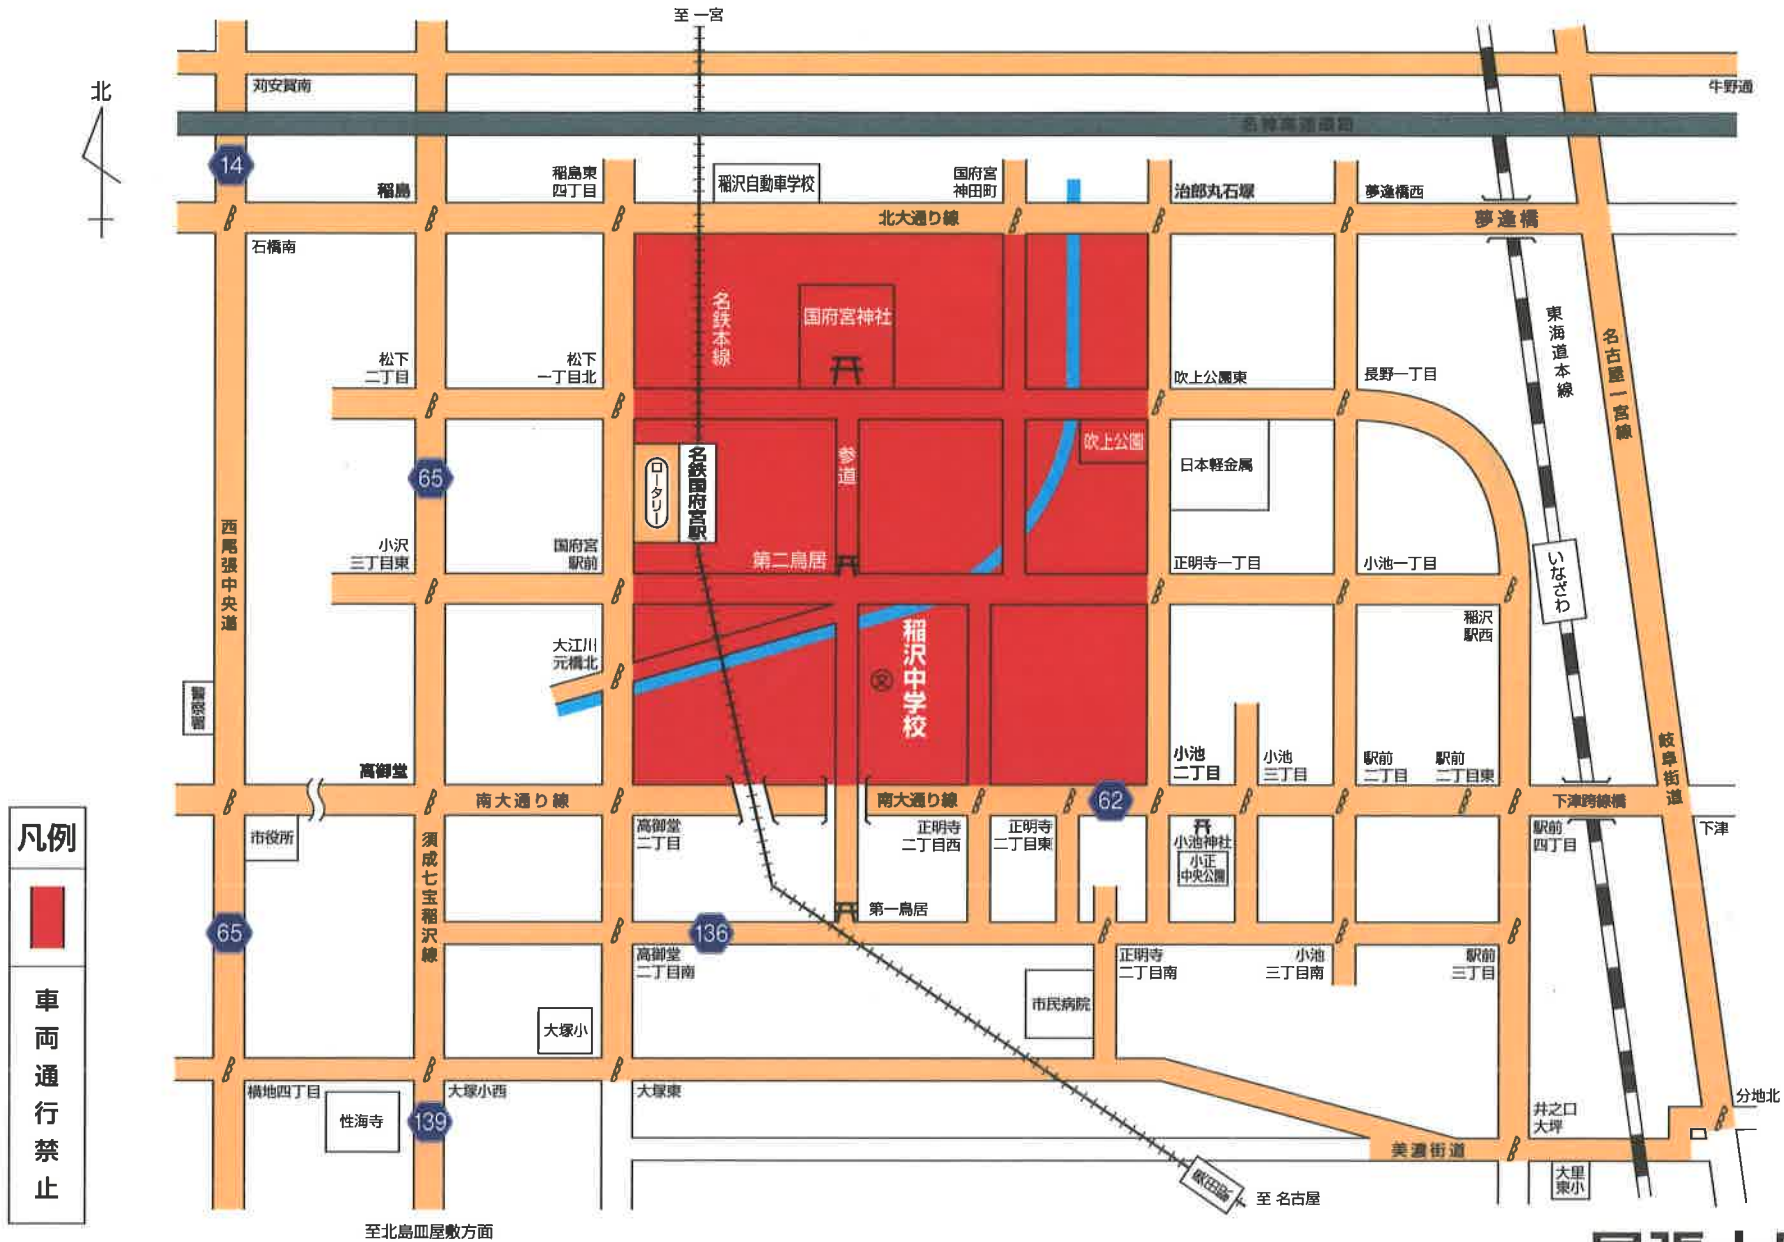 至 一宮
北
苅安賀南
牛野通
名神高速道路
14
稲島
稲島東
四丁目
稲沢自動車学校
国府宮
神田町
治郎丸石塚
夢逢橋西
北大通り線
夢逢橋
石橋南
名鉄本線
国府宮神社
東海道本線
名古屋一宮線
松下
二丁目
松下
一丁目北
吹上公園東
長野一丁目
65
ロータリー
名鉄国府宮駅
参道
吹上公園
日本軽金属
西尾張中央道
小沢
三丁目東
国府宮
駅前
第二鳥居
正明寺一丁目
小池一丁目
いなざわ
稲沢
駅西
大江川
元橋北
稲沢中学校
文
警察署
高御堂
小池
二丁目
小池
三丁目
駅前
二丁目
駅前
二丁目東
岐阜街道
南大通り線
南大通り線
62
下津跨線橋
凡例
市役所
須成七宝稲沢線
高御堂
二丁目
正明寺
二丁目西
正明寺
二丁目東
小池神社
小正
中央公園
駅前
四丁目
下津
第一鳥居
65
136
高御堂
二丁目南
正明寺
二丁目南
小池
三丁目南
駅前
三丁目
車両通行禁止
市民病院
大塚小
横地四丁目
大塚小西
大塚東
性海寺
139
井之口
大坪
分地北
美濃街道
大里
東小
至 名古屋
至北島皿屋敷方面